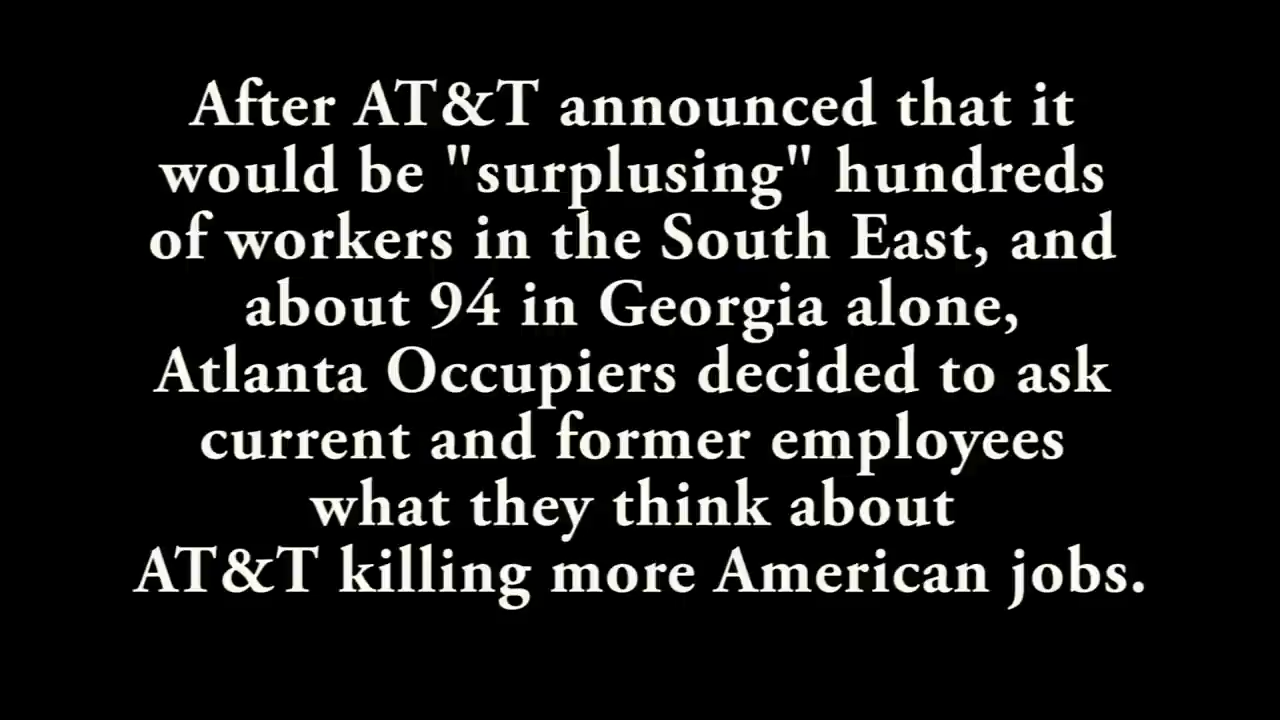 After AT&T announced that it
would be "surplusing" hundreds
of workers in the South East, and
about 94 in Georgia alone,
Atlanta Occupiers decided to ask
current and former employees
what they think about
AT&T killing more American jobs.